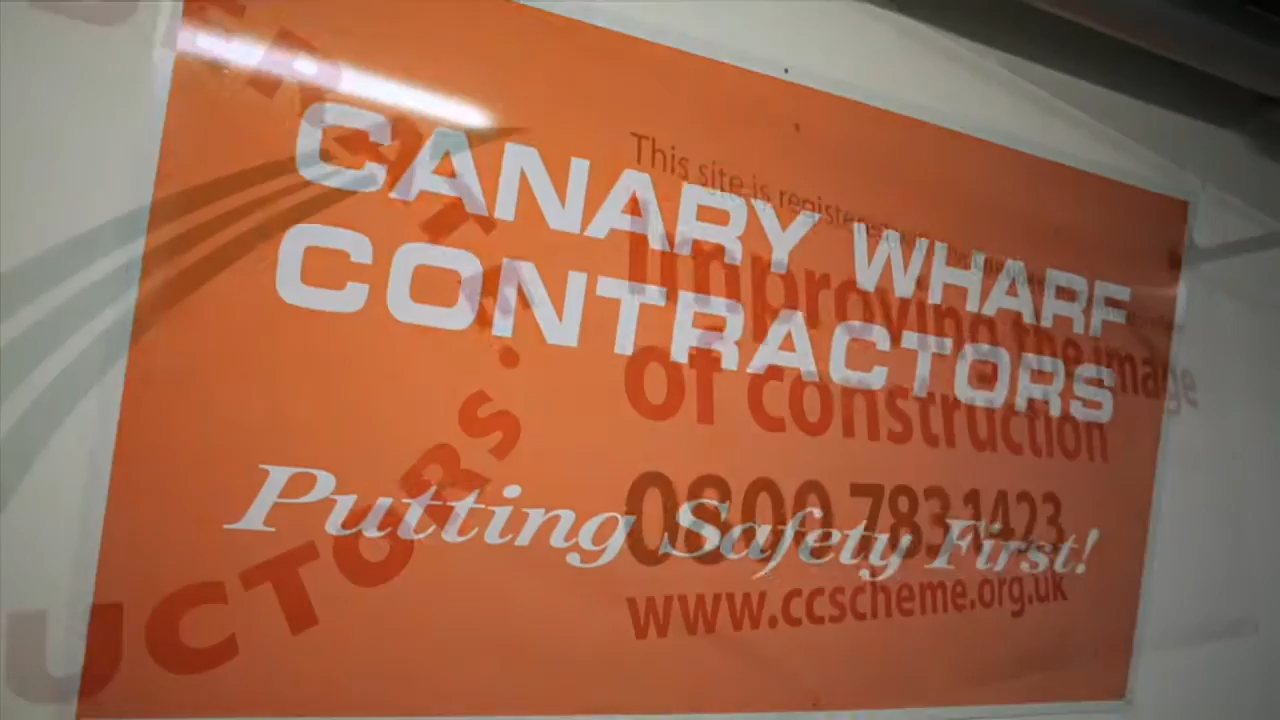 CANARY WHARF
CONTRACTORS
Putting Safety First!
This site is registered
Improving the image
of construction
0800 783 1423
www.ccscheme.org.uk
UCTORS